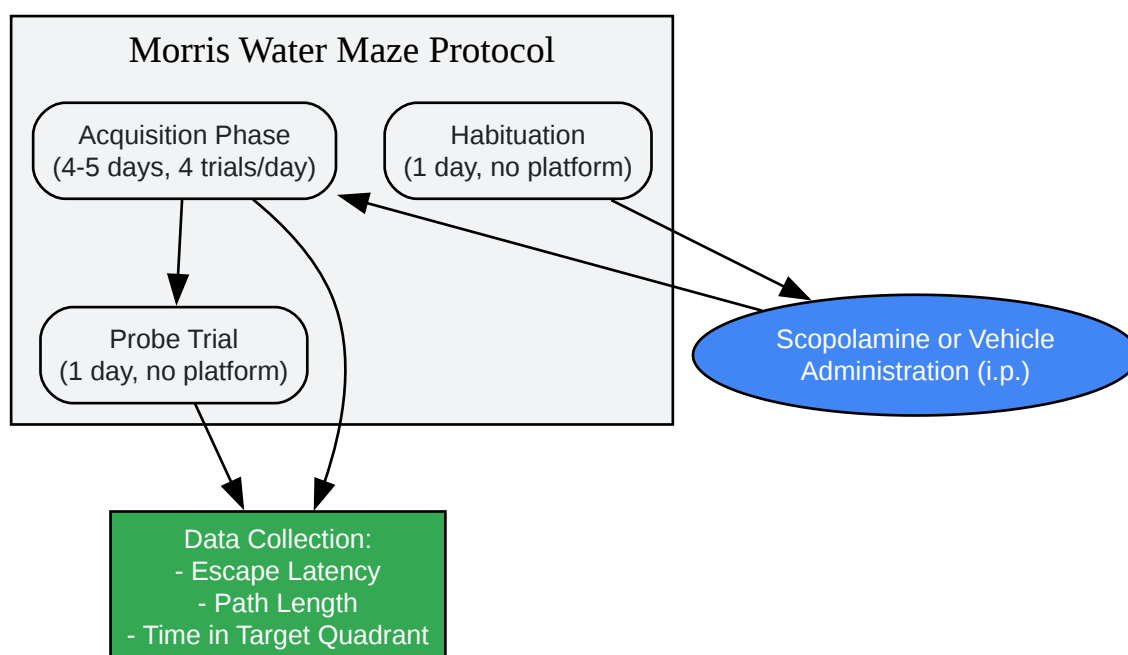 Morris Water Maze Protocol
Acquisition Phase
(4-5 days, 4 trials/day)
Habituation
(1 day, no platform)
Probe Trial
(1 day, no platform)
Scopolamine or Vehicle
Administration (i.p.)
Data Collection:
- Escape Latency
- Path Length
- Time in Target Quadrant